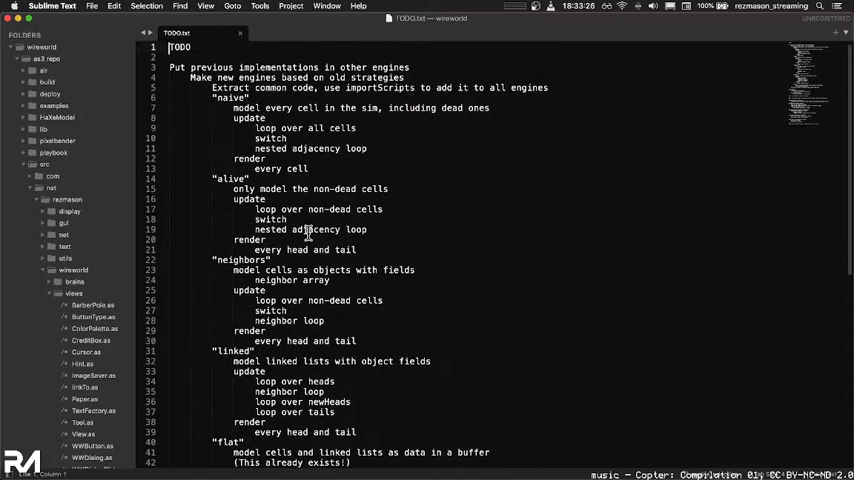 Sublime Text File Edit Selection Find View Goto Tools Project Window Help 100% 18:33:26 rezmason_streaming
TODO.txt — wireworld
UNREGISTERED
FOLDERS
wireworld
as3 repo
air
build
deploy
examples
HaXeModel
lib
pixelbender
playbook
src
com
net
rezmason
display
gui
net
text
util
wireworld
brains
views
BarberPole.as
ButtonType.as
ColorPalette.as
CreditBox.as
Cursor.as
Hint.as
ImageSaver.as
linkTo.as
Paper.as
TextFactory.as
Tool.as
View.as
WWButton.as
WWDialog.as
TODO.txt
1 TODO
2
3 Put previous implementations in other engines
4 Make new engines based on old strategies
5 Extract common code, use importScripts to add it to all engines
6 "naive"
7 model every cell in the sim, including dead ones
8 update
9 loop over all cells
10 switch
11 nested adjacency loop
12 render
13 every cell
14 "alive"
15 only model the non-dead cells
16 update
17 loop over non-dead cells
18 switch
19 nested adjacency loop
20 render
21 every head and tail
22 "neighbors"
23 model cells as objects with fields
24 neighbor array
25 update
26 loop over non-dead cells
27 switch
28 neighbor loop
29 render
30 every head and tail
31 "linked"
32 model linked lists with object fields
33 update
34 loop over heads
35 neighbor loop
36 loop over newHeads
37 loop over tails
38 render
39 every head and tail
40 "flat"
41 model cells and linked lists as data in a buffer
42 (This already exists!)
RM
Line 1, Column 1
music - Copter: Compilation 01, CC BY-NC-ND 2.0